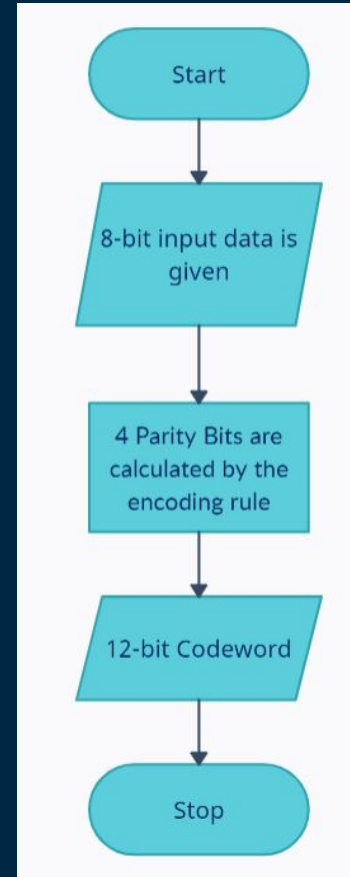 Start
8-bit input data is
given
4 Parity Bits are
calculated by the
encoding rule
12-bit Codeword
Stop